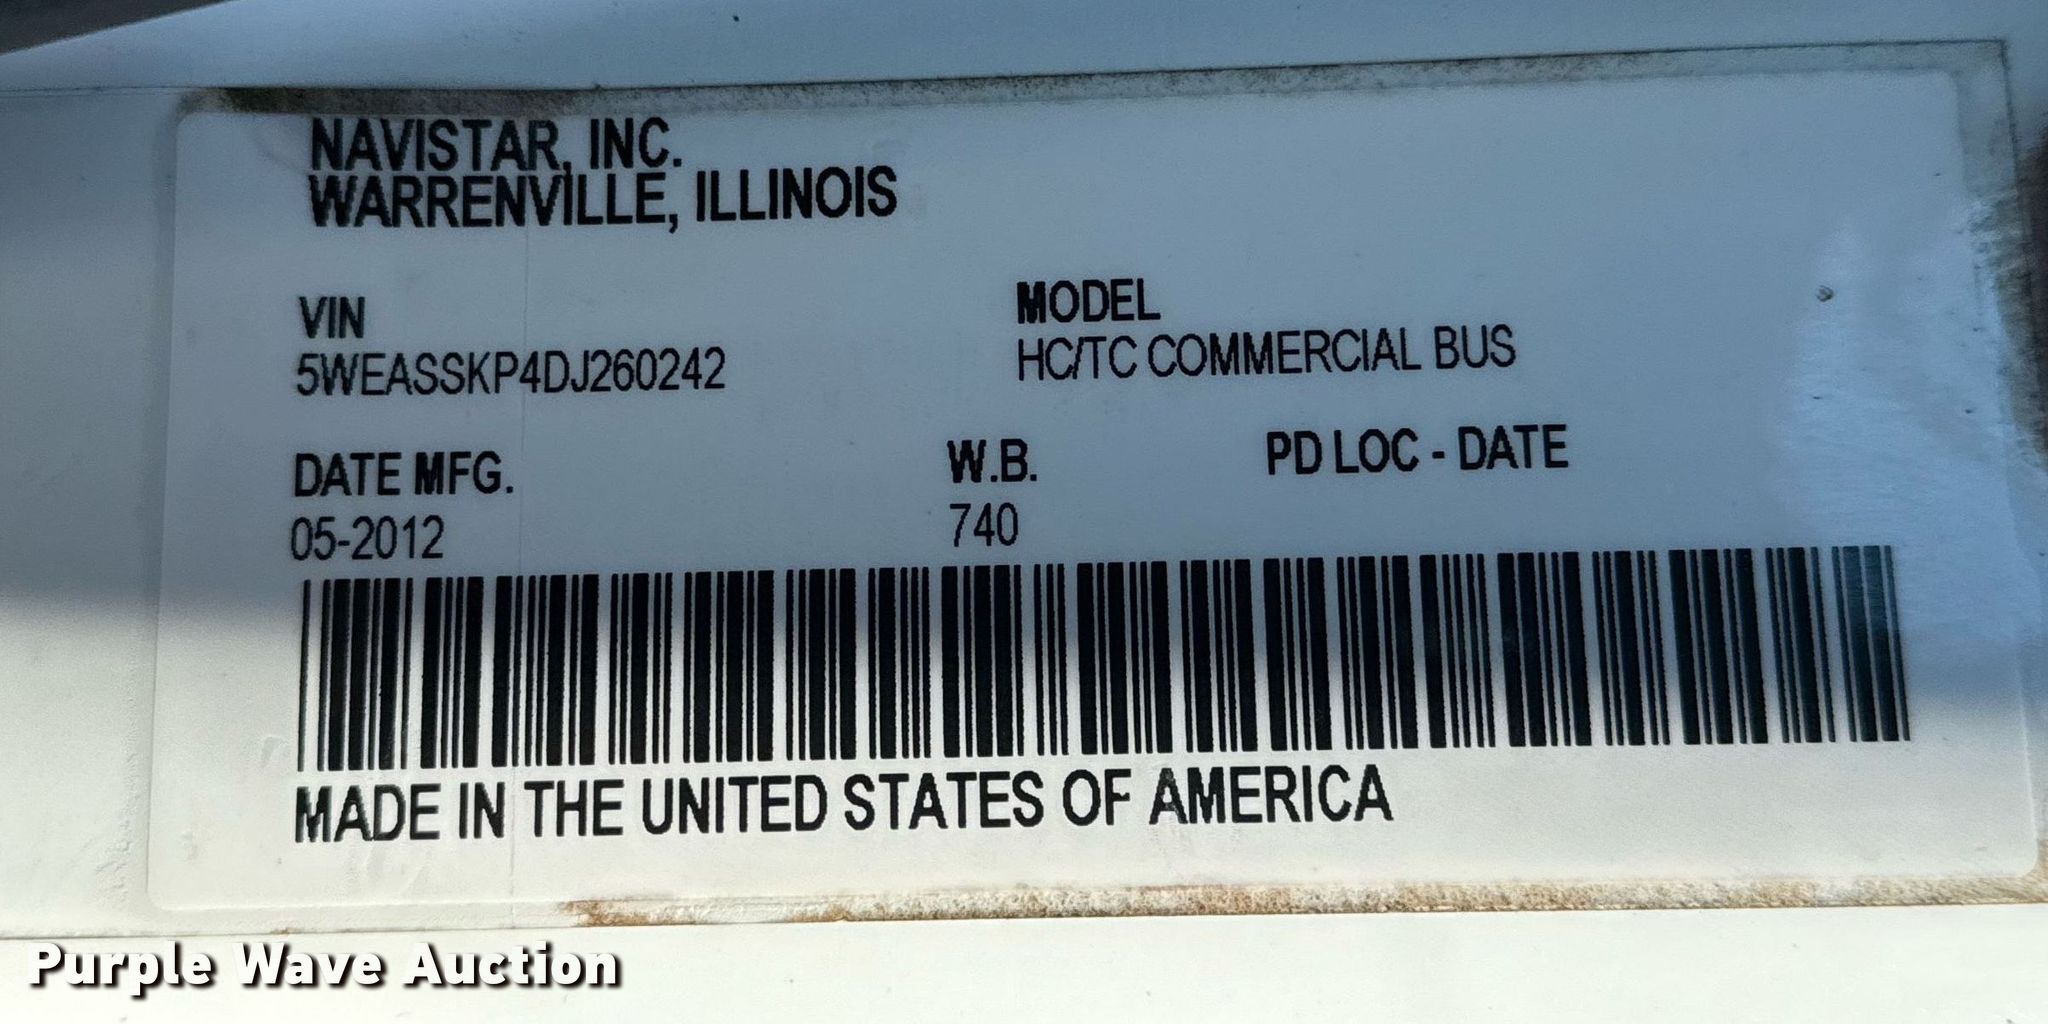 NAVISTAR, INC.
WARRENVILLE, ILLINOIS
VIN
5WEASSKP4DJ260242
MODEL
HC/TC COMMERCIAL BUS
DATE MFG.
05-2012
W.B.
740
PD LOC - DATE
MADE IN THE UNITED STATES OF AMERICA
Purple Wave Auction